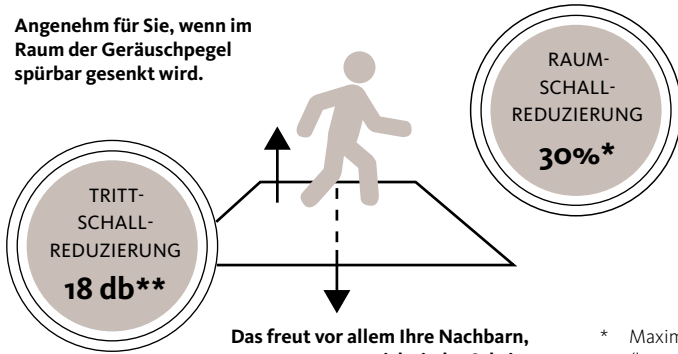 Angenehm für Sie, wenn im
Raum der Geräuschpegel
spürbar gesenkt wird.
RAUM-
SCHALL-
REDUZIERUNG
30%*
TRITT-
SCHALL-
REDUZIERUNG
18 db**
Das freut vor allem Ihre Nachbarn,